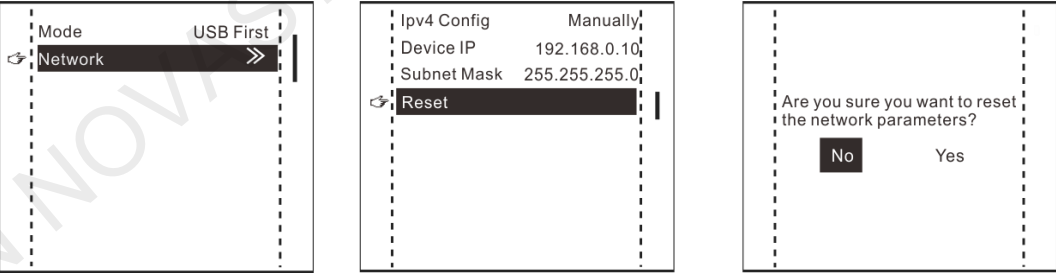 Mode USB First
Network
Ipv4 Config Manually
Device IP 192.168.0.10
Subnet Mask 255.255.255.0
Reset
Are you sure you want to reset
the network parameters?
No Yes